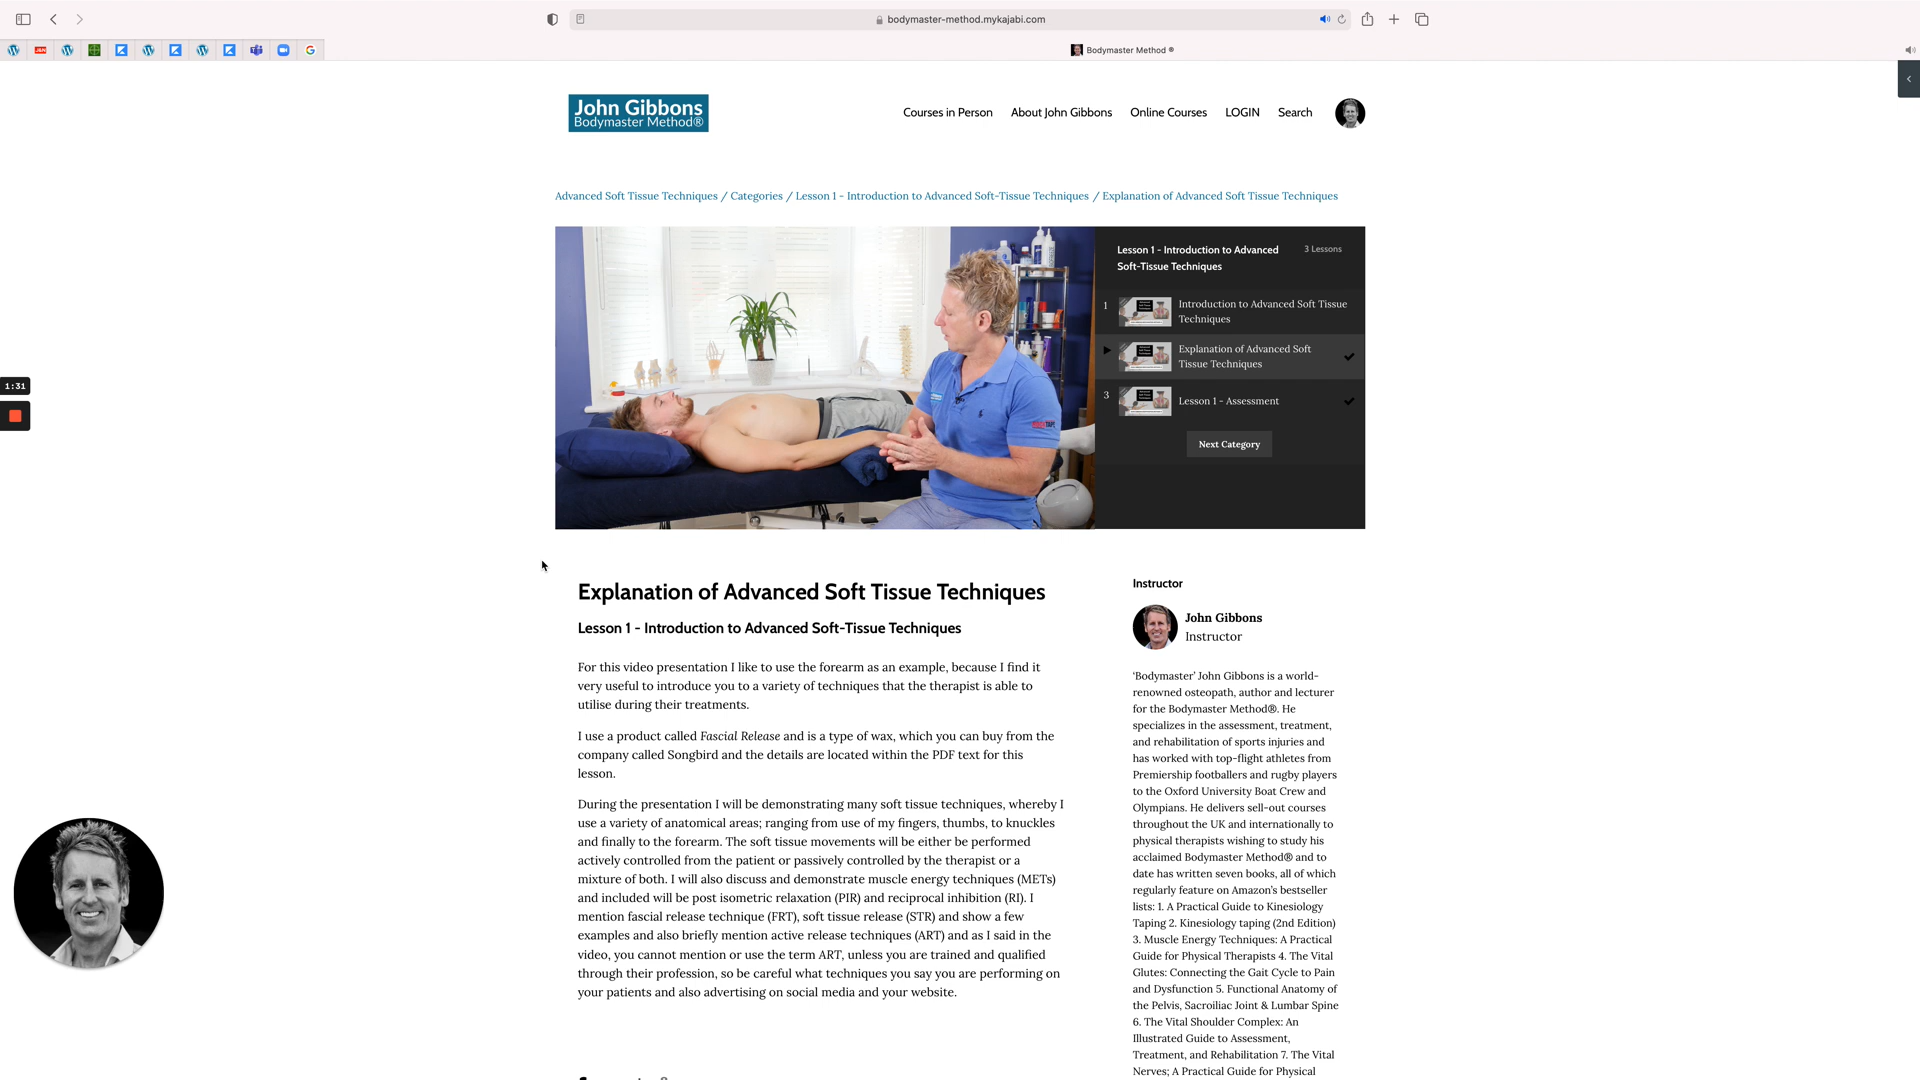 bodymaster-method.mykajabi.com
Bodymaster Method ®
John Gibbons
Bodymaster Method®
Courses in Person
About John Gibbons
Online Courses
LOGIN
Search
Advanced Soft Tissue Techniques / Categories / Lesson 1 - Introduction to Advanced Soft-Tissue Techniques / Explanation of Advanced Soft Tissue Techniques
Lesson 1 - Introduction to Advanced
Soft-Tissue Techniques
3 Lessons
1
Introduction to Advanced Soft Tissue
Techniques
Explanation of Advanced Soft
Tissue Techniques
3
Lesson 1 - Assessment
Next Category
1:31
Explanation of Advanced Soft Tissue Techniques
Lesson 1 - Introduction to Advanced Soft-Tissue Techniques
For this video presentation I like to use the forearm as an example, because I find it
very useful to introduce you to a variety of techniques that the therapist is able to
utilise during their treatments.
I use a product called Fascial Release and is a type of wax, which you can buy from the
company called Songbird and the details are located within the PDF text for this
lesson.
During the presentation I will be demonstrating many soft tissue techniques, whereby I
use a variety of anatomical areas; ranging from use of my fingers, thumbs, to knuckles
and finally to the forearm. The soft tissue movements will be either be performed
actively controlled from the patient or passively controlled by the therapist or a
mixture of both. I will also discuss and demonstrate muscle energy techniques (METs)
and included will be post isometric relaxation (PIR) and reciprocal inhibition (RI). I
mention fascial release technique (FRT), soft tissue release (STR) and show a few
examples and also briefly mention active release techniques (ART) and as I said in the
video, you cannot mention or use the term ART, unless you are trained and qualified
through their profession, so be careful what techniques you say you are performing on
your patients and also advertising on social media and your website.
Instructor
John Gibbons
Instructor
'Bodymaster' John Gibbons is a world-
renowned osteopath, author and lecturer
for the Bodymaster Method®. He
specializes in the assessment, treatment,
and rehabilitation of sports injuries and
has worked with top-flight athletes from
Premiership footballers and rugby players
to the Oxford University Boat Crew and
Olympians. He delivers sell-out courses
throughout the UK and internationally to
physical therapists wishing to study his
acclaimed Bodymaster Method® and to
date has written seven books, all of which
regularly feature on Amazon's bestseller
lists: 1. A Practical Guide to Kinesiology
Taping 2. Kinesiology taping (2nd Edition)
3. Muscle Energy Techniques: A Practical
Guide for Physical Therapists 4. The Vital
Glutes: Connecting the Gait Cycle to Pain
and Dysfunction 5. Functional Anatomy of
the Pelvis, Sacroiliac Joint & Lumbar Spine
6. The Vital Shoulder Complex: An
Illustrated Guide to Assessment,
Treatment, and Rehabilitation 7. The Vital
Nerves; A Practical Guide for Physical